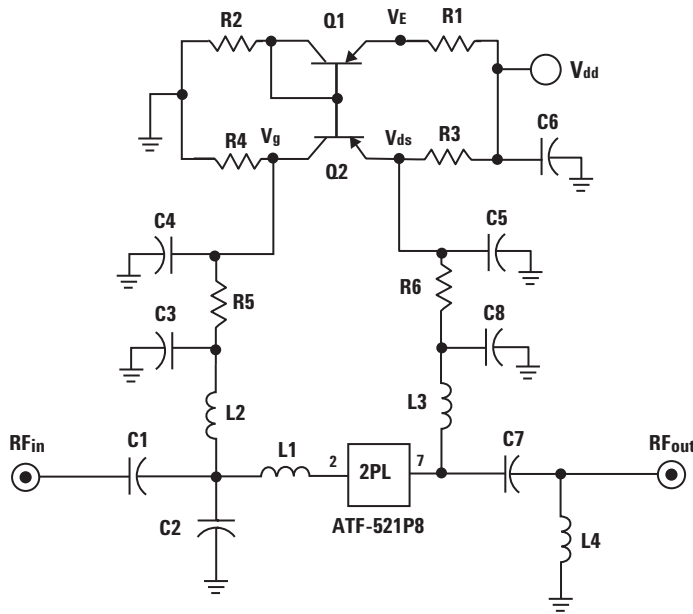 R2
Q1
VE
R1
Vdd
R4
Vg
Q2
Vds
R3
C6
C4
C5
R5
R6
C3
C8
L2
L3
RFin
C1
L1
2
2PL
7
C7
RFout
C2
ATF-521P8
L4